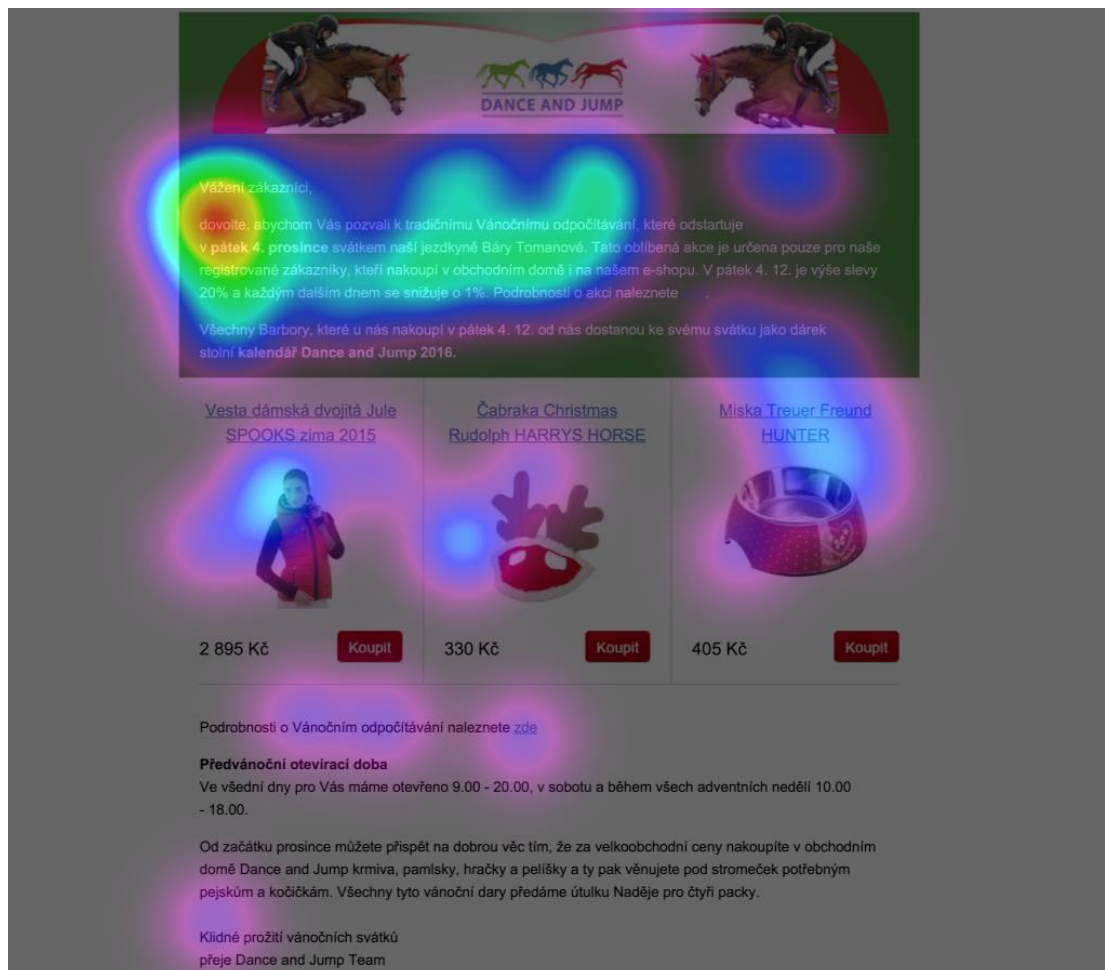 DANCE AND JUMP
Vážení zákazníci,
dovolte, abychom Vás pozvali k tradičnímu Vánočnímu odpočítávání, které odstartuje
v pátek 4. prosince svátkem naší jezdkyně Báry Tomanové. Tato oblíbená akce je určena pouze pro naše
registrované zákazníky, kteří nakoupí v obchodním domě i na našem e-shopu. V pátek 4. 12. je výše slevy
20% a každým dalším dnem se snižuje o 1%. Podrobnosti o akci naleznete .
Všechny Barbory, které u nás nakoupí v pátek 4. 12. od nás dostanou ke svému svátku jako dárek
stolní kalendář Dance and Jump 2016.
Vesta dámská dvojitá Jule
SPOOKS zima 2015
Čabraka Christmas
Rudolph HARRYS HORSE
Miska Treuer Freund
HUNTER
2 895 Kč Koupit 330 Kč Koupit 405 Kč Koupit
Podrobnosti o Vánočním odpočítávání naleznete zde
Předvánoční otevírací doba
Ve všední dny pro Vás máme otevřeno 9.00 - 20.00, v sobotu a během všech adventních nedělí 10.00
- 18.00.
Od začátku prosince můžete přispět na dobrou věc tím, že za velkoobchodní ceny nakoupíte v obchodním
domě Dance and Jump krmiva, pamlsky, hračky a pelíšky a ty pak věnujete pod stromeček potřebným
pejskům a kočičkám. Všechny tyto vánoční dary předáme útulku Naděje pro čtyři packy.
Klidné prožití vánočních svátků
přeje Dance and Jump Team